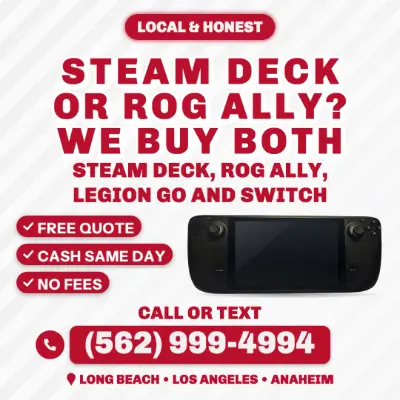 LOCAL & HONEST
STEAM DECK
OR ROG ALLY?
WE BUY BOTH
STEAM DECK, ROG ALLY,
LEGION GO AND SWITCH
FREE QUOTE
CASH SAME DAY
NO FEES
CALL OR TEXT
(562) 999-4994
LONG BEACH • LOS ANGELES • ANAHEIM